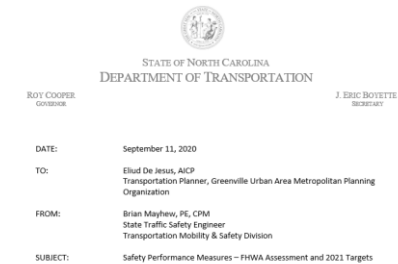 STATE OF NORTH CAROLINA
DEPARTMENT OF TRANSPORTATION
ROY COOPER J. ERIC BOYETTE
GOVERNOR SECRETARY
DATE: September 11, 2020
TO: Eliud De Jesus, AICP
Transportation Planner, Greenville Urban Area Metropolitan Planning
Organization
FROM: Brian Mayhew, PE, CPM
State Traffic Safety Engineer
Transportation Mobility & Safety Division
SUBJECT: Safety Performance Measures – FHWA Assessment and 2021 Targets